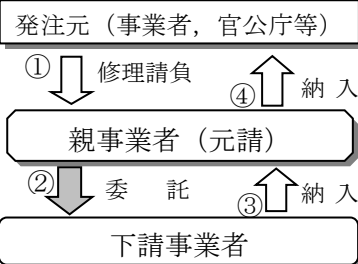 発注元（事業者，官公庁等）
① 修理請負 ④ 納 入
親事業者（元請）
② 委 託 ③ 納 入
下請事業者